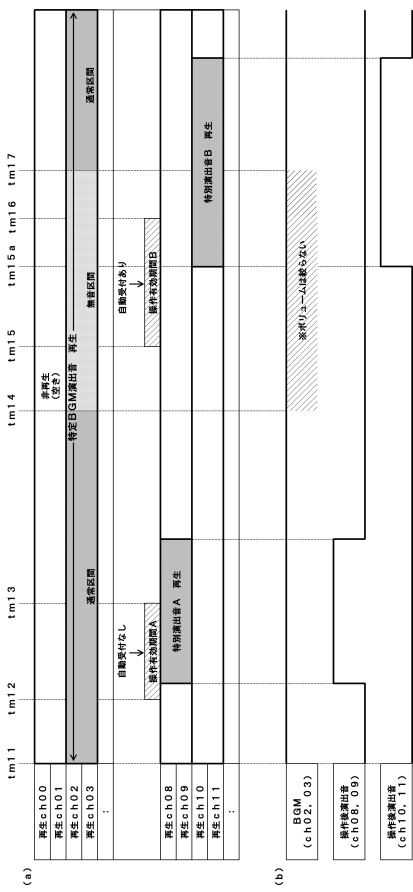 (a)
tm11
tm12
tm13
tm14
tm15
tm15a
tm16
tm17
再生ch00
再生ch01
再生ch02
再生ch03
:
再生ch08
再生ch09
再生ch10
再生ch11
:
非再生
(空き)
特定BGM演出音 再生
通常区間
無音区間
通常区間
自動受付なし
操作有効期間A
自動受付あり
操作有効期間B
特別演出音A 再生
特別演出音B 再生
(b)
BGM
(ch02, 03)
※ボリュームは絞らない
操作後演出音
(ch08, 09)
操作後演出音
(ch10, 11)